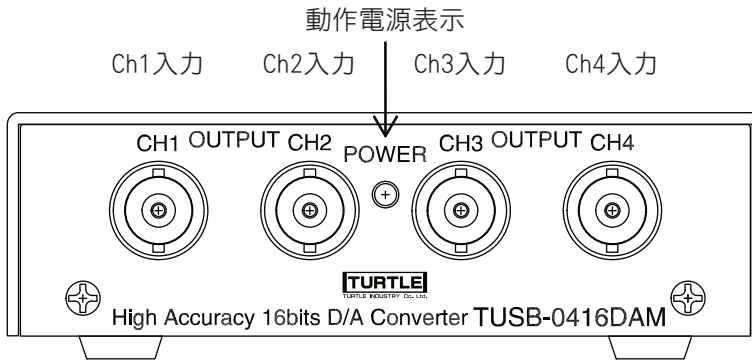 動作電源表示
Ch1入力 Ch2入力 Ch3入力 Ch4入力
CH1 OUTPUT CH2 POWER CH3 OUTPUT CH4
TURTLE
TURTLE INDUSTRY Co., Ltd.
High Accuracy 16bits D/A Converter TUSB-0416DAM